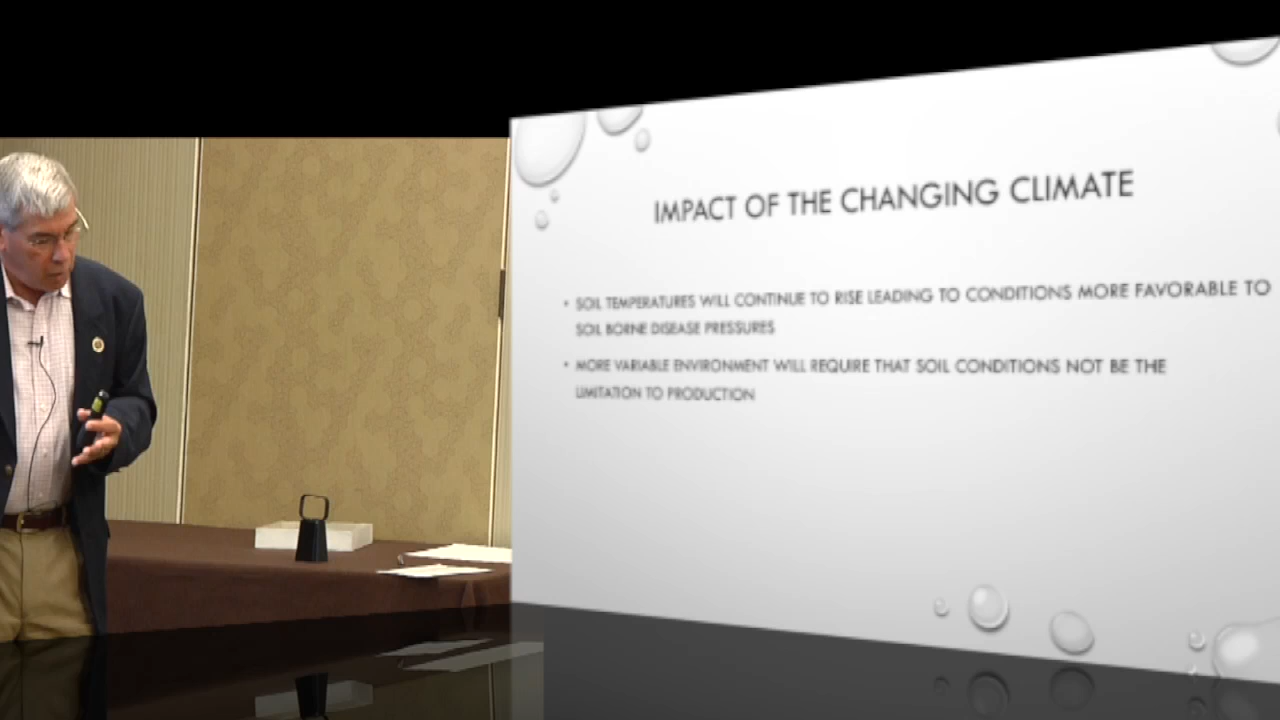 IMPACT OF THE CHANGING CLIMATE
• SOIL TEMPERATURES WILL CONTINUE TO RISE LEADING TO CONDITIONS MORE FAVORABLE TO
SOIL BORNE DISEASE PRESSURES
• MORE VARIABLE ENVIRONMENT WILL REQUIRE THAT SOIL CONDITIONS NOT BE THE
LIMITATION TO PRODUCTION